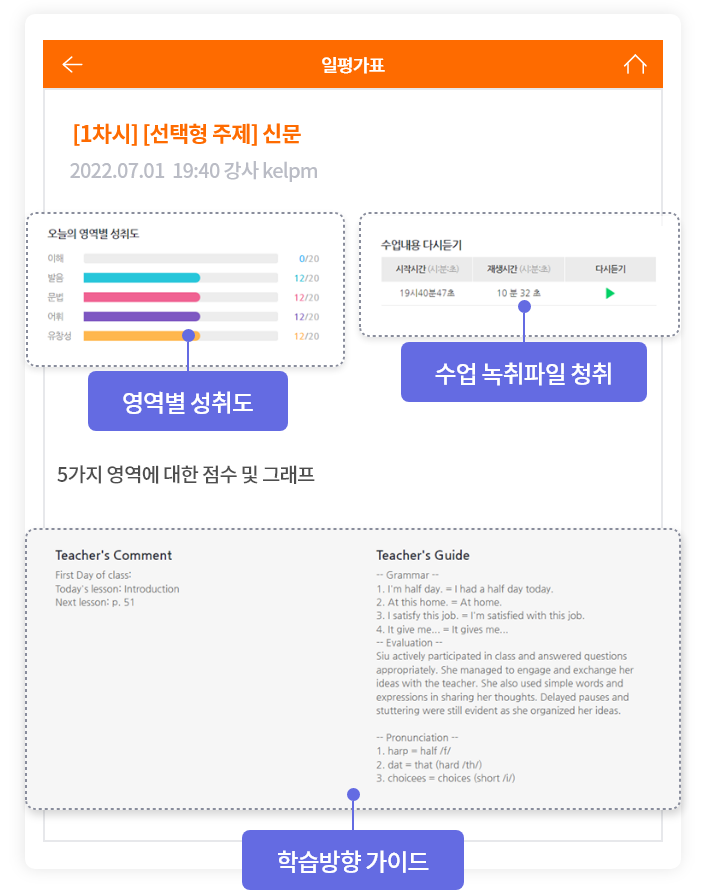 일평가표
[1차시] [선택형 주제] 신문
2022.07.01 19:40 강사 kelpm
오늘의 영역별 성취도
이해 0/20
발음 12/20
문법 12/20
어휘 12/20
유창성 12/20
영역별 성취도
수업내용 다시듣기
시작시간 (시:분:초) 재생시간 (시:분:초) 다시듣기
19시40분47초 10 분 32 초
수업 녹취파일 청취
5가지 영역에 대한 점수 및 그래프
Teacher's Comment
First Day of class:
Today's lesson: Introduction
Next lesson: p. 51
Teacher's Guide
-- Grammar --
1. I'm half day. = I had a half day today.
2. At this home. = At home.
3. I satisfy this job. = I'm satisfied with this job.
4. It give me... = It gives me...
-- Evaluation --
Siu actively participated in class and answered questions
appropriately. She managed to engage and exchange her
ideas with the teacher. She also used simple words and
expressions in sharing her thoughts. Delayed pauses and
stuttering were still evident as she organized her ideas.
-- Pronunciation --
1. harp = half /f/
2. dat = that (hard /th/)
3. choicees = choices (short /i/)
학습방향 가이드